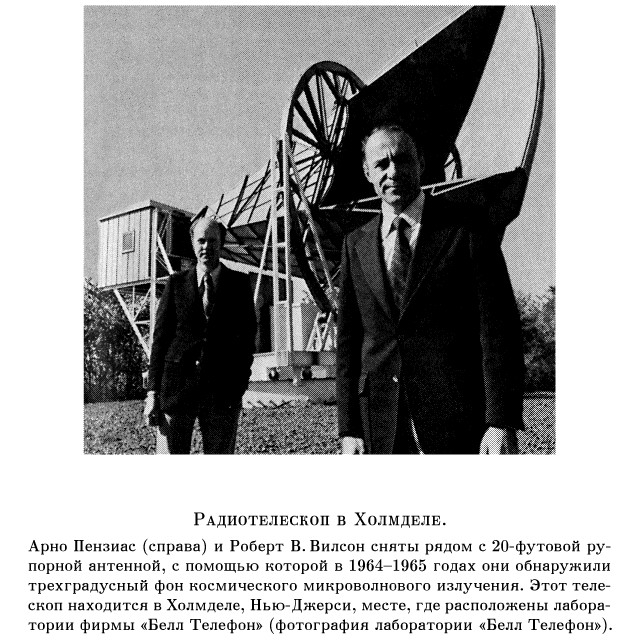 Радиотелескоп в Холмделе.
Арно Пензиас (справа) и Роберт В. Вилсон сняты рядом с 20-футовой ру-
порной антенной, с помощью которой в 1964–1965 годах они обнаружили
трехградусный фон космического микроволнового излучения. Этот теле-
скоп находится в Холмделе, Нью-Джерси, месте, где расположены лабора-
тории фирмы «Белл Телефон» (фотография лаборатории «Белл Телефон»).